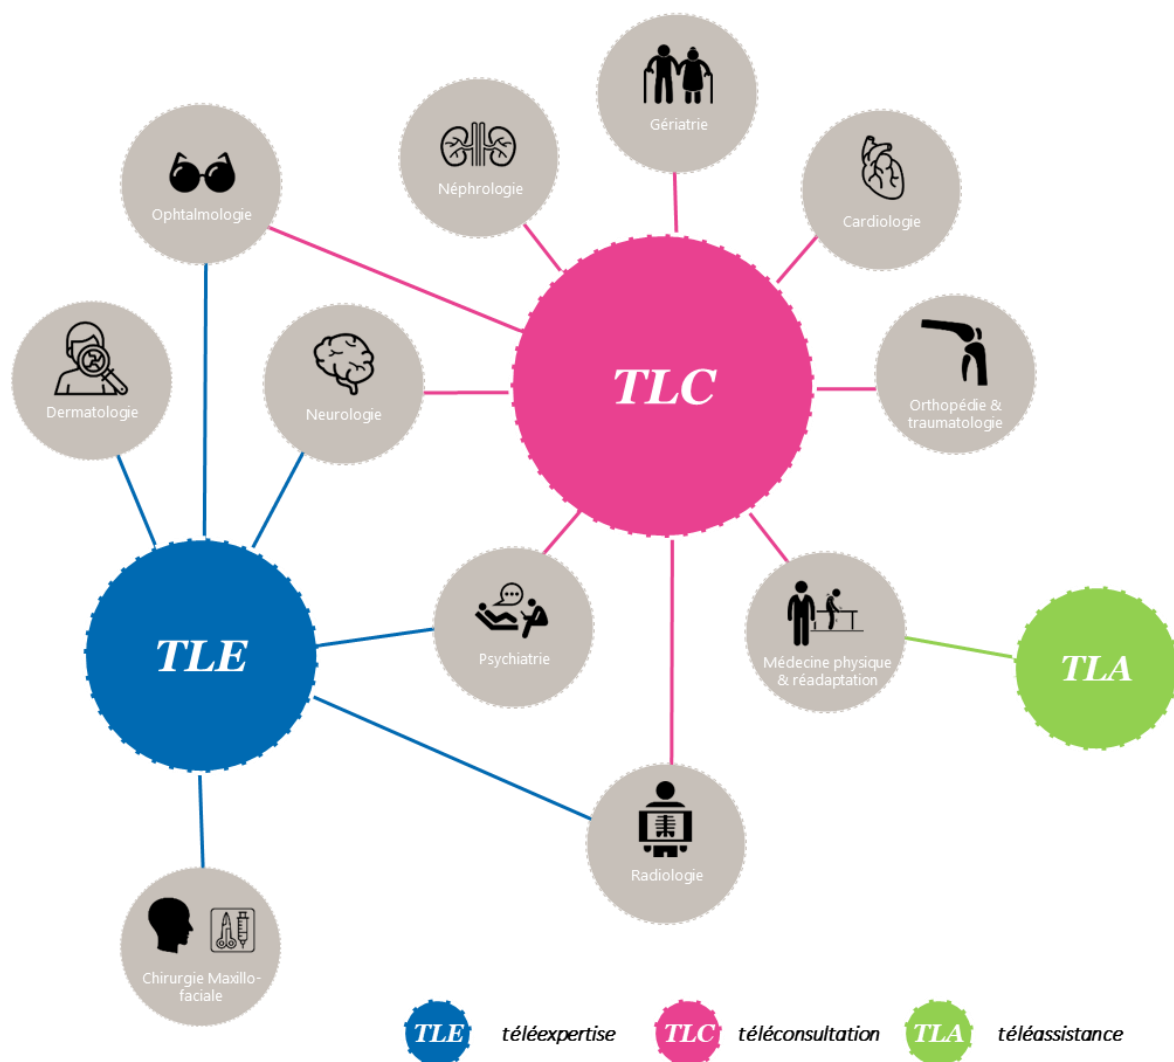 Gériatrie
Néphrologie
Ophtalmologie
Cardiologie
TLC
Dermatologie
Neurologie
Orthopédie &
traumatologie
TLE
Psychiatrie
Médecine physique
& réadaptation
TLA
Radiologie
Chirurgie Maxillo-
faciale
TLE téléexpertise TLC téléconsultation TLA téléassistance